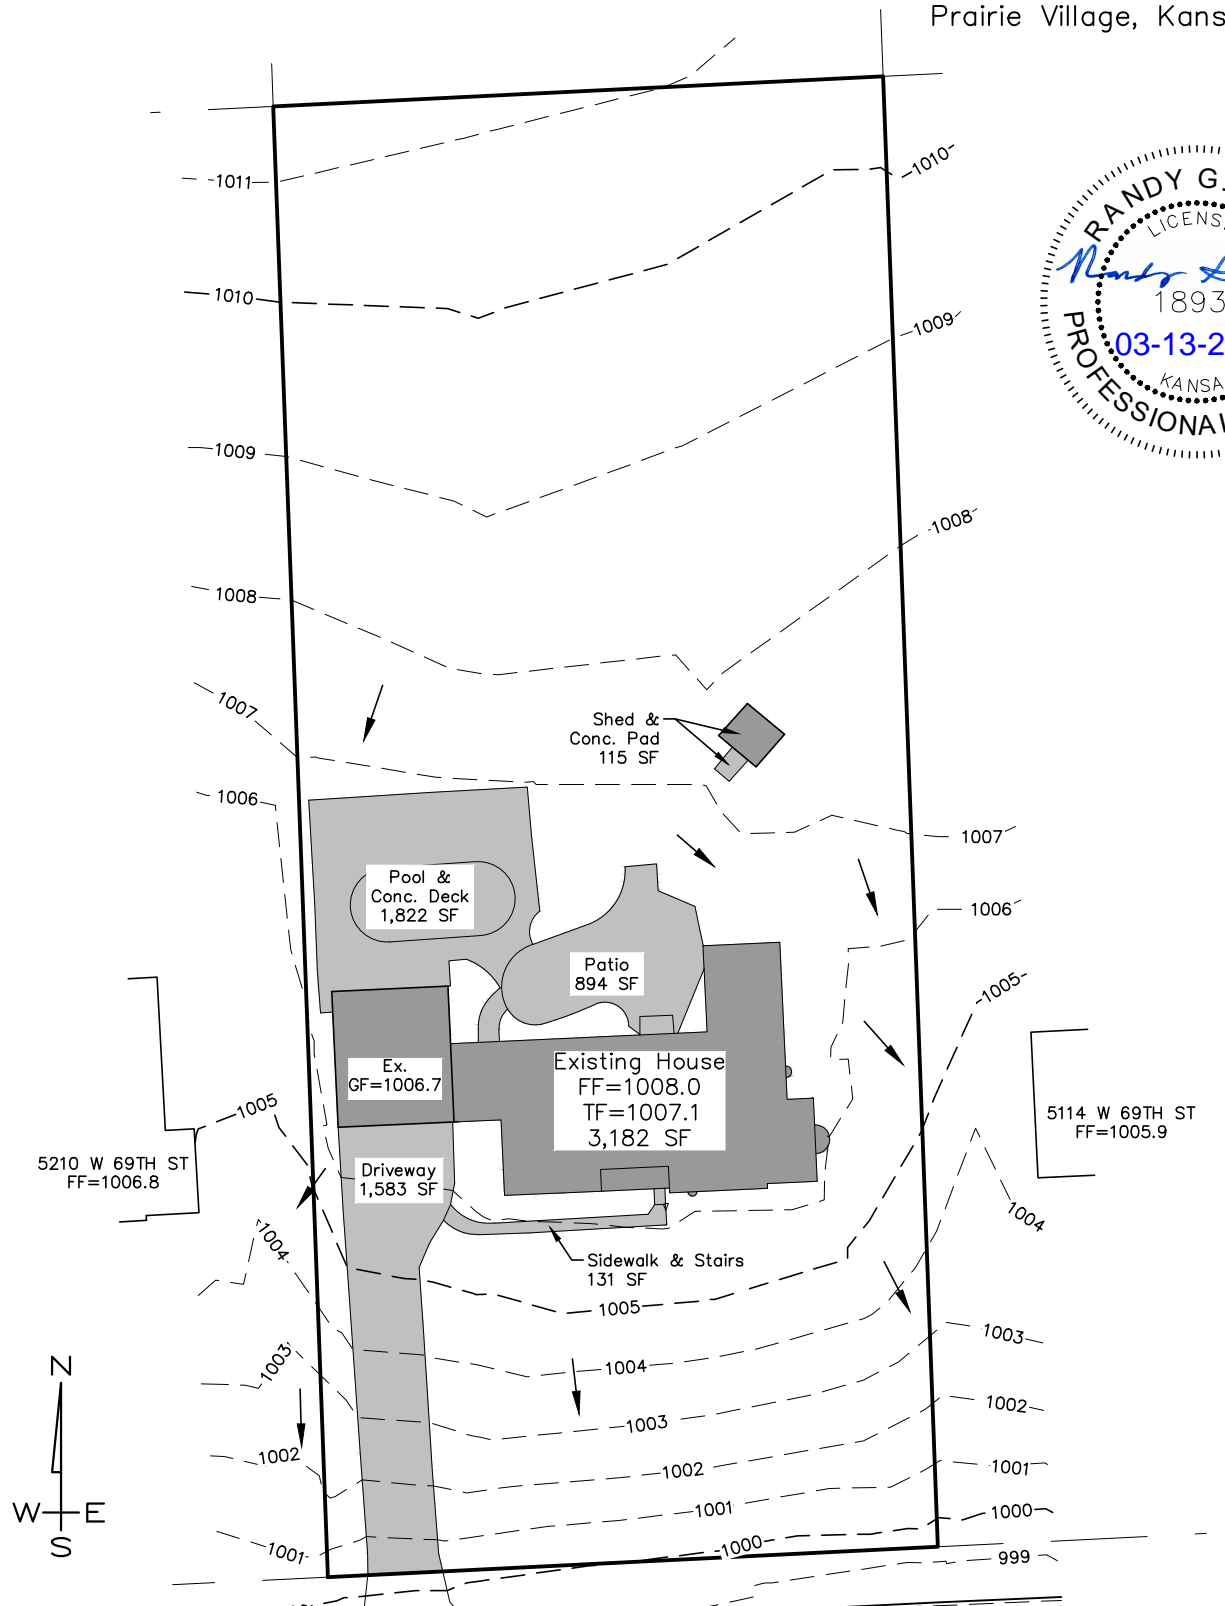 Prairie Village, Kans
1011
1010
1010
RANDY G.
LICENS
1893
03-13-2
KANSA
PROFESSIONAL
1009
1009
1008
1008
1007
Shed &
Conc. Pad
115 SF
1006
1007
Pool &
Conc. Deck
1,822 SF
1006
Patio
894 SF
1005
Ex.
GF=1006.7
Existing House
FF=1008.0
TF=1007.1
3,182 SF
1005
5114 W 69TH ST
FF=1005.9
5210 W 69TH ST
FF=1006.8
Driveway
1,583 SF
1004
1004
Sidewalk & Stairs
131 SF
1005
1003
1003
1004
N
1002
1003
1002
1002
1001
W E
S
1001
1000
1001
1000
999